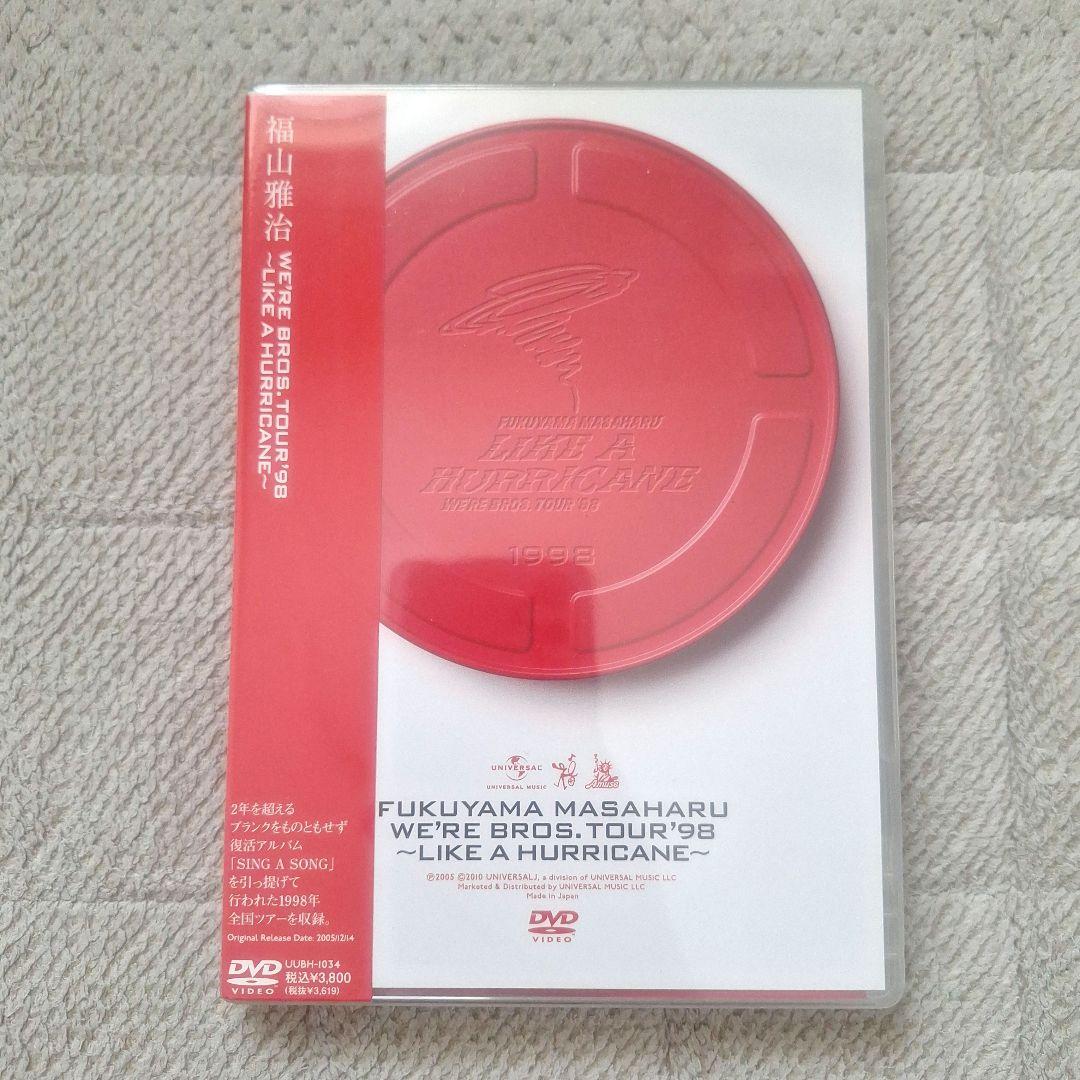 福山雅治
WE'RE BROS.TOUR'98
~LIKE A HURRICANE~
2年を超える
ブランクをものともせず
復活アルバム
「SING A SONG」
を引っ提げて
行われた1998年
全国ツアーを収録。
Original Release Date: 2005/12/14
DVD
VIDEO
UUBH-1034
税込¥3,800
(税抜¥3,619)
FUKUYAMA MASAHARU
LIKE A
HURRICANE
WE'RE BROS. TOUR '98
1998
UNIVERSAL
UNIVERSAL MUSIC
福
Amuse
FUKUYAMA MASAHARU
WE'RE BROS.TOUR'98
~LIKE A HURRICANE~
℗2005 ©2010 UNIVERSAL J, a division of UNIVERSAL MUSIC LLC
Marketed & Distributed by UNIVERSAL MUSIC LLC
Made in Japan
DVD
VIDEO